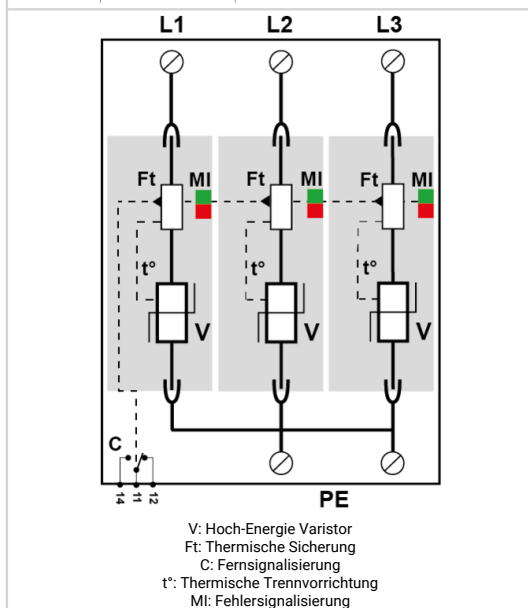 L1 L2 L3
Ft MI Ft MI Ft MI
t° t° t°
V V V
C
14 11 12
PE
V: Hoch-Energie Varistor
Ft: Thermische Sicherung
C: Fernsignalisierung
t°: Thermische Trennvorrichtung
MI: Fehlersignalisierung